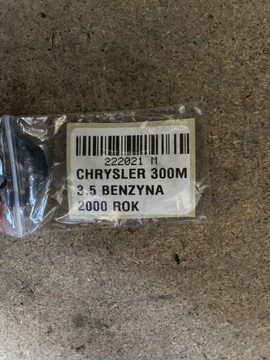 222021 M
CHRYSLER 300M
3.5 BENZYNA
2000 ROK